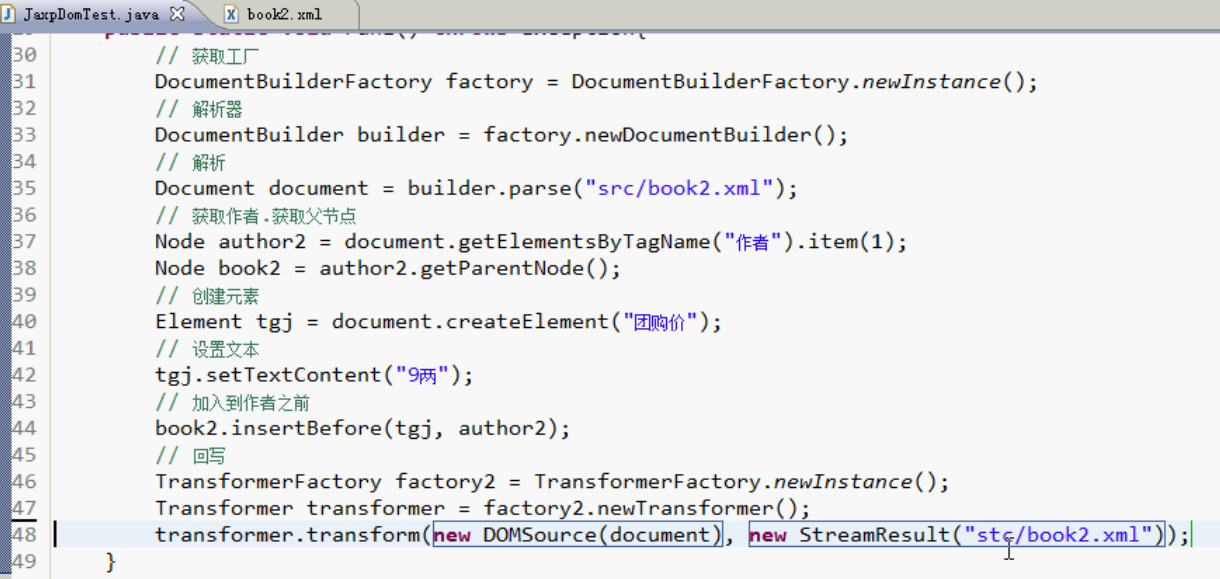 JaxpDomTest.java book2.xml
30 // 获取工厂
31 DocumentBuilderFactory factory = DocumentBuilderFactory.newInstance();
32 // 解析器
33 DocumentBuilder builder = factory.newDocumentBuilder();
34 // 解析
35 Document document = builder.parse("src/book2.xml");
36 // 获取作者.获取父节点
37 Node author2 = document.getElementsByTagName("作者").item(1);
38 Node book2 = author2.getParentNode();
39 // 创建元素
40 Element tgj = document.createElement("团购价");
41 // 设置文本
42 tgj.setTextContent("9两");
43 // 加入到作者之前
44 book2.insertBefore(tgj, author2);
45 // 回写
46 TransformerFactory factory2 = TransformerFactory.newInstance();
47 Transformer transformer = factory2.newTransformer();
48 transformer.transform(new DOMSource(document), new StreamResult("stc/book2.xml"));
49 }